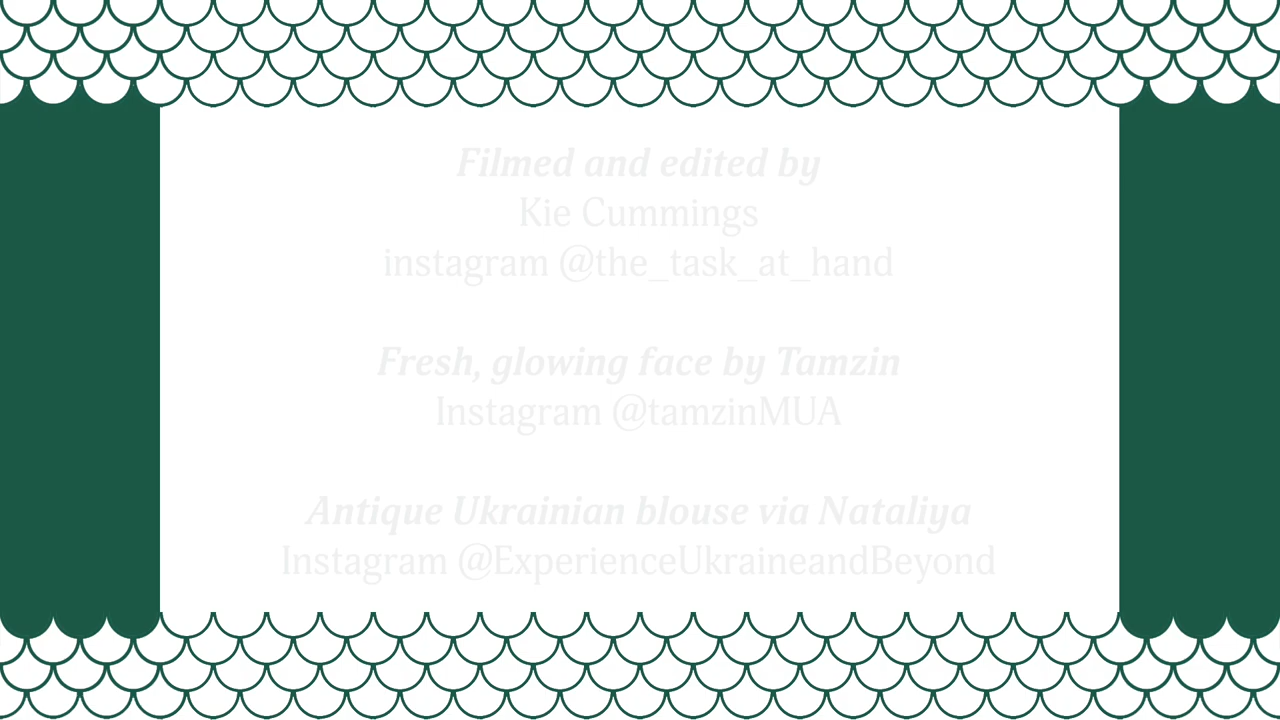 Filmed and edited by
Kie Cummings
instagram @the_task_at_hand
Fresh, glowing face by Tamzin
Instagram @tamzinMUA
Antique Ukrainian blouse via Nataliya
Instagram @ExperienceUkraineandBeyond